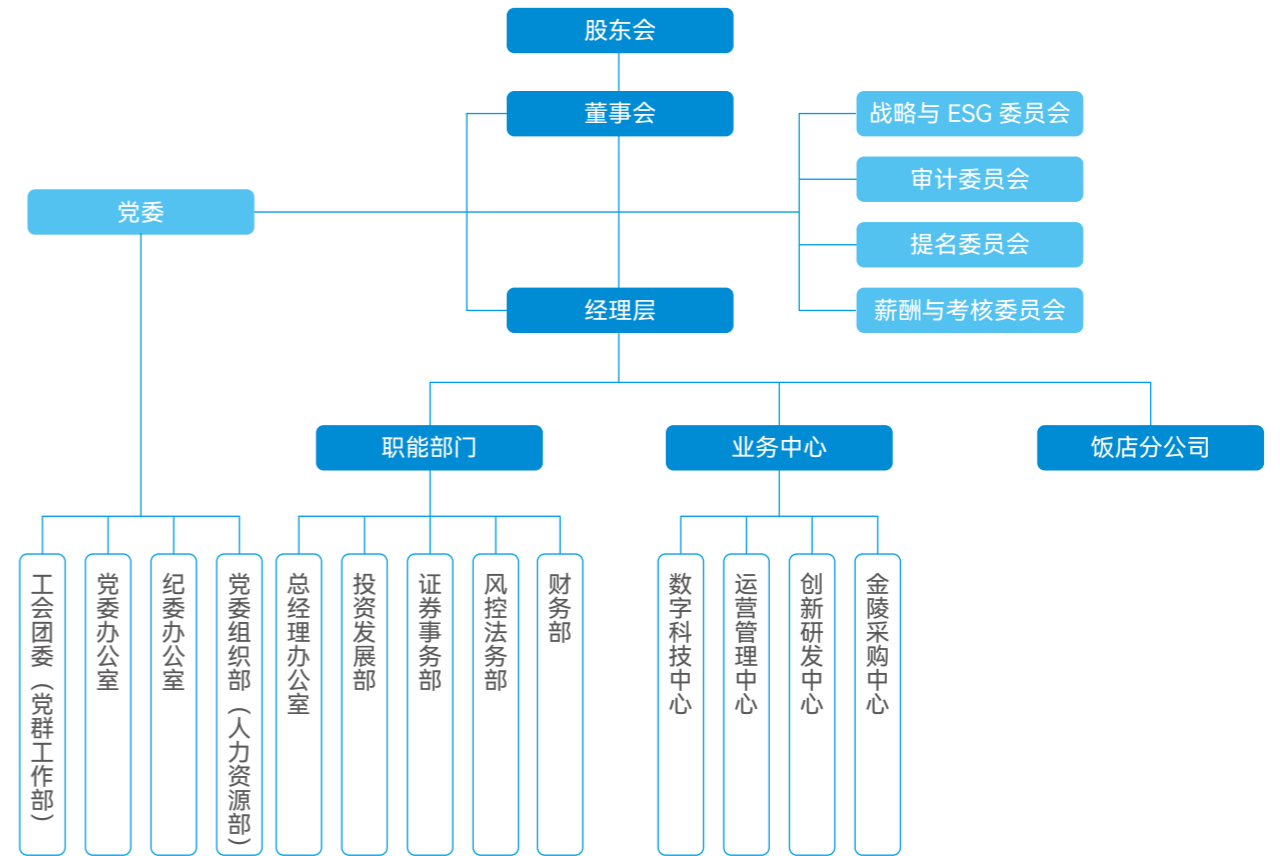 股东会
董事会
战略与 ESG 委员会
审计委员会
党委
提名委员会
经理层
薪酬与考核委员会
职能部门
业务中心
饭店分公司
工会团委（党群工作部）
党委办公室
纪委办公室
党委组织部（人力资源部）
总经理办公室
投资发展部
证券事务部
风控法务部
财务部
数字科技中心
运营管理中心
创新研发中心
金陵采购中心